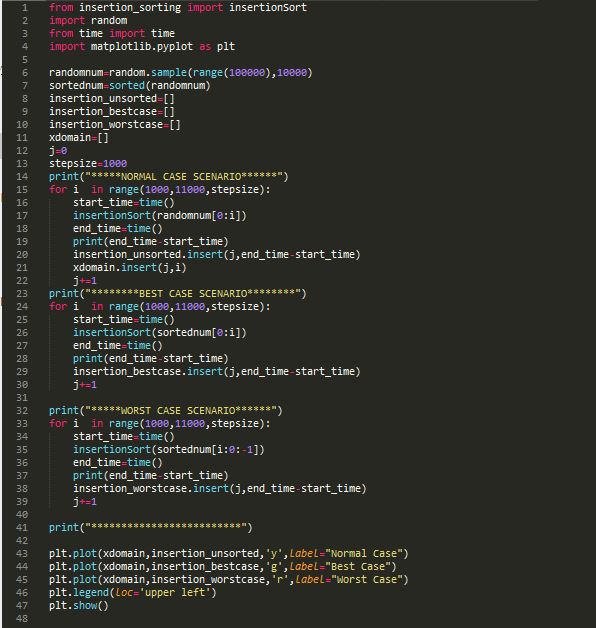 1 from insertion_sorting import insertionSort
2 import random
3 from time import time
4 import matplotlib.pyplot as plt
5
6 randomnum=random.sample(range(100000),10000)
7 sortednum=sorted(randomnum)
8 insertion_unsorted=[]
9 insertion_bestcase=[]
10 insertion_worstcase=[]
11 xdomain=[]
12 j=0
13 stepsize=1000
14 print("*****NORMAL CASE SCENARIO******")
15 for i  in range(1000,11000,stepsize):
16     start_time=time()
17     insertionSort(randomnum[0:i])
18     end_time=time()
19     print(end_time-start_time)
20     insertion_unsorted.insert(j,end_time-start_time)
21     xdomain.insert(j,i)
22     j+=1
23 print("********BEST CASE SCENARIO********")
24 for i  in range(1000,11000,stepsize):
25     start_time=time()
26     insertionSort(sortednum[0:i])
27     end_time=time()
28     print(end_time-start_time)
29     insertion_bestcase.insert(j,end_time-start_time)
30     j+=1
31
32 print("*****WORST CASE SCENARIO******")
33 for i  in range(1000,11000,stepsize):
34     start_time=time()
35     insertionSort(sortednum[i:0:-1])
36     end_time=time()
37     print(end_time-start_time)
38     insertion_worstcase.insert(j,end_time-start_time)
39     j+=1
40
41 print("*************************")
42
43 plt.plot(xdomain,insertion_unsorted,'y',label="Normal Case")
44 plt.plot(xdomain,insertion_bestcase,'g',label="Best Case")
45 plt.plot(xdomain,insertion_worstcase,'r',label="Worst Case")
46 plt.legend(loc='upper left')
47 plt.show()
48